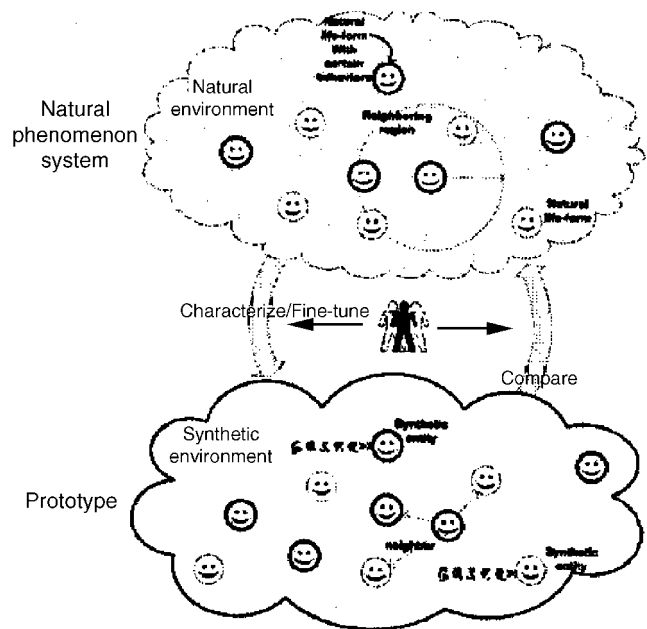 Natural
life-form
With
certain
behaviors
Natural
environment
Natural
phenomenon
system
Neighboring
region
Natural
life-form
Characterize/Fine-tune
Compare
Synthetic
environment
Synthetic
entity
Prototype
neighbor
Synthetic
entity